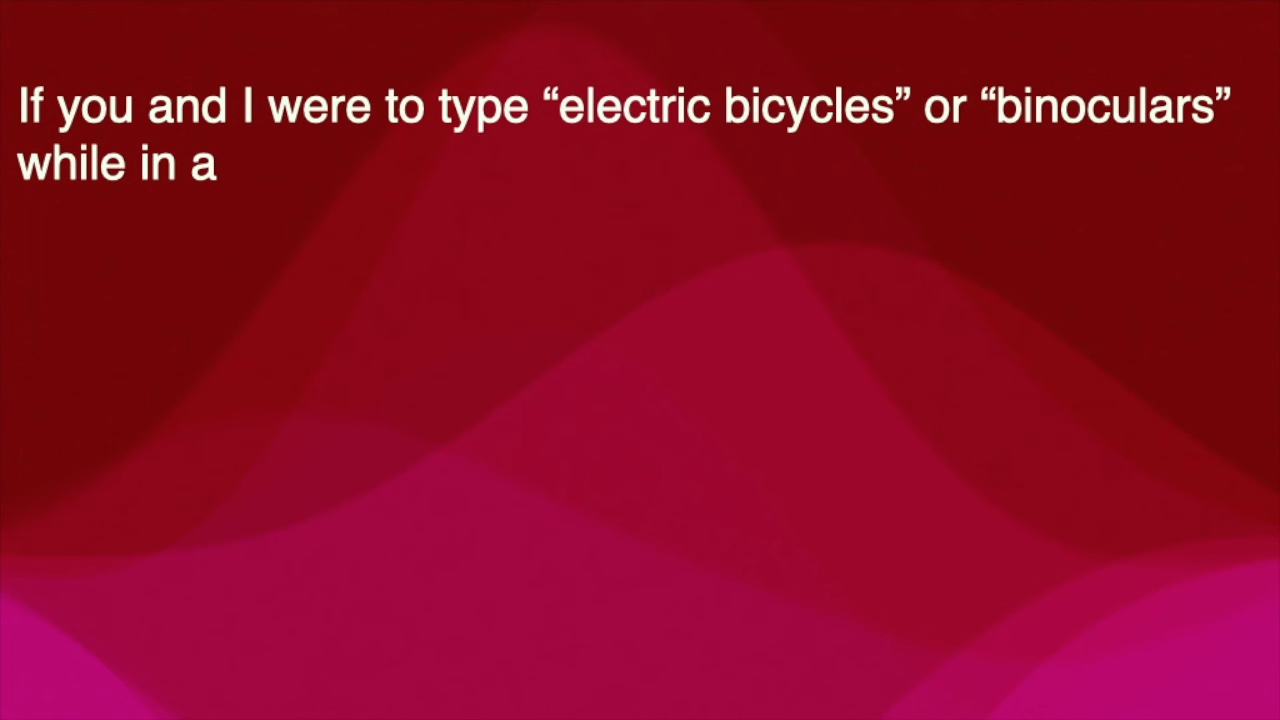 If you and I were to type “electric bicycles” or “binoculars”
while in a